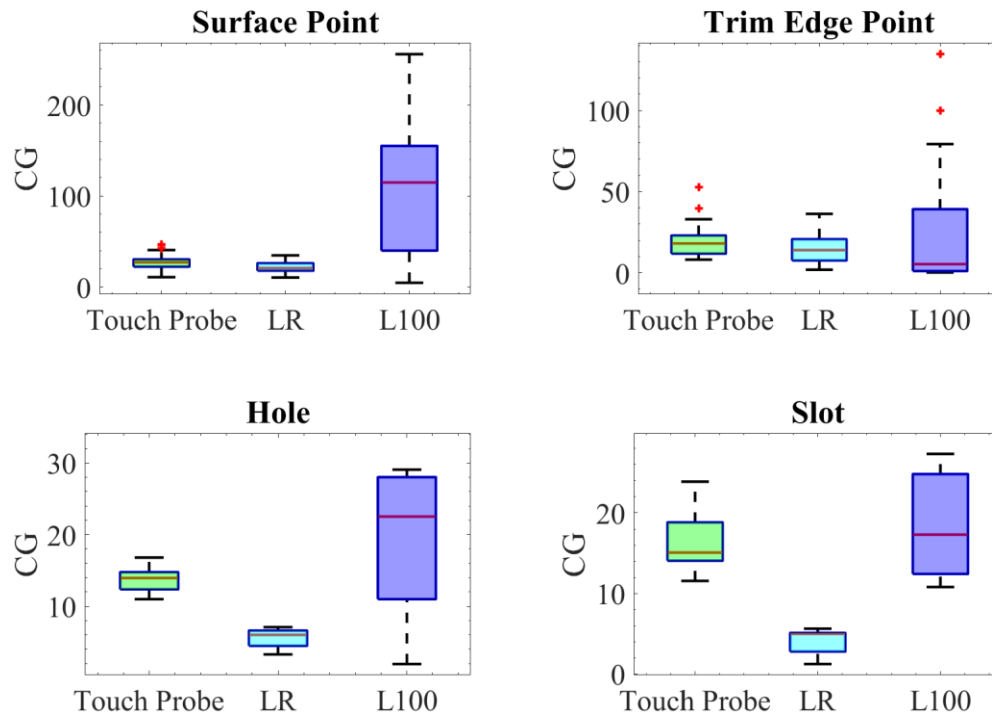 Surface Point
200
100
0
CG
Touch Probe LR L100
Trim Edge Point
100
50
0
CG
Touch Probe LR L100
Hole
30
20
10
CG
Touch Probe LR L100
Slot
20
10
0
CG
Touch Probe LR L100